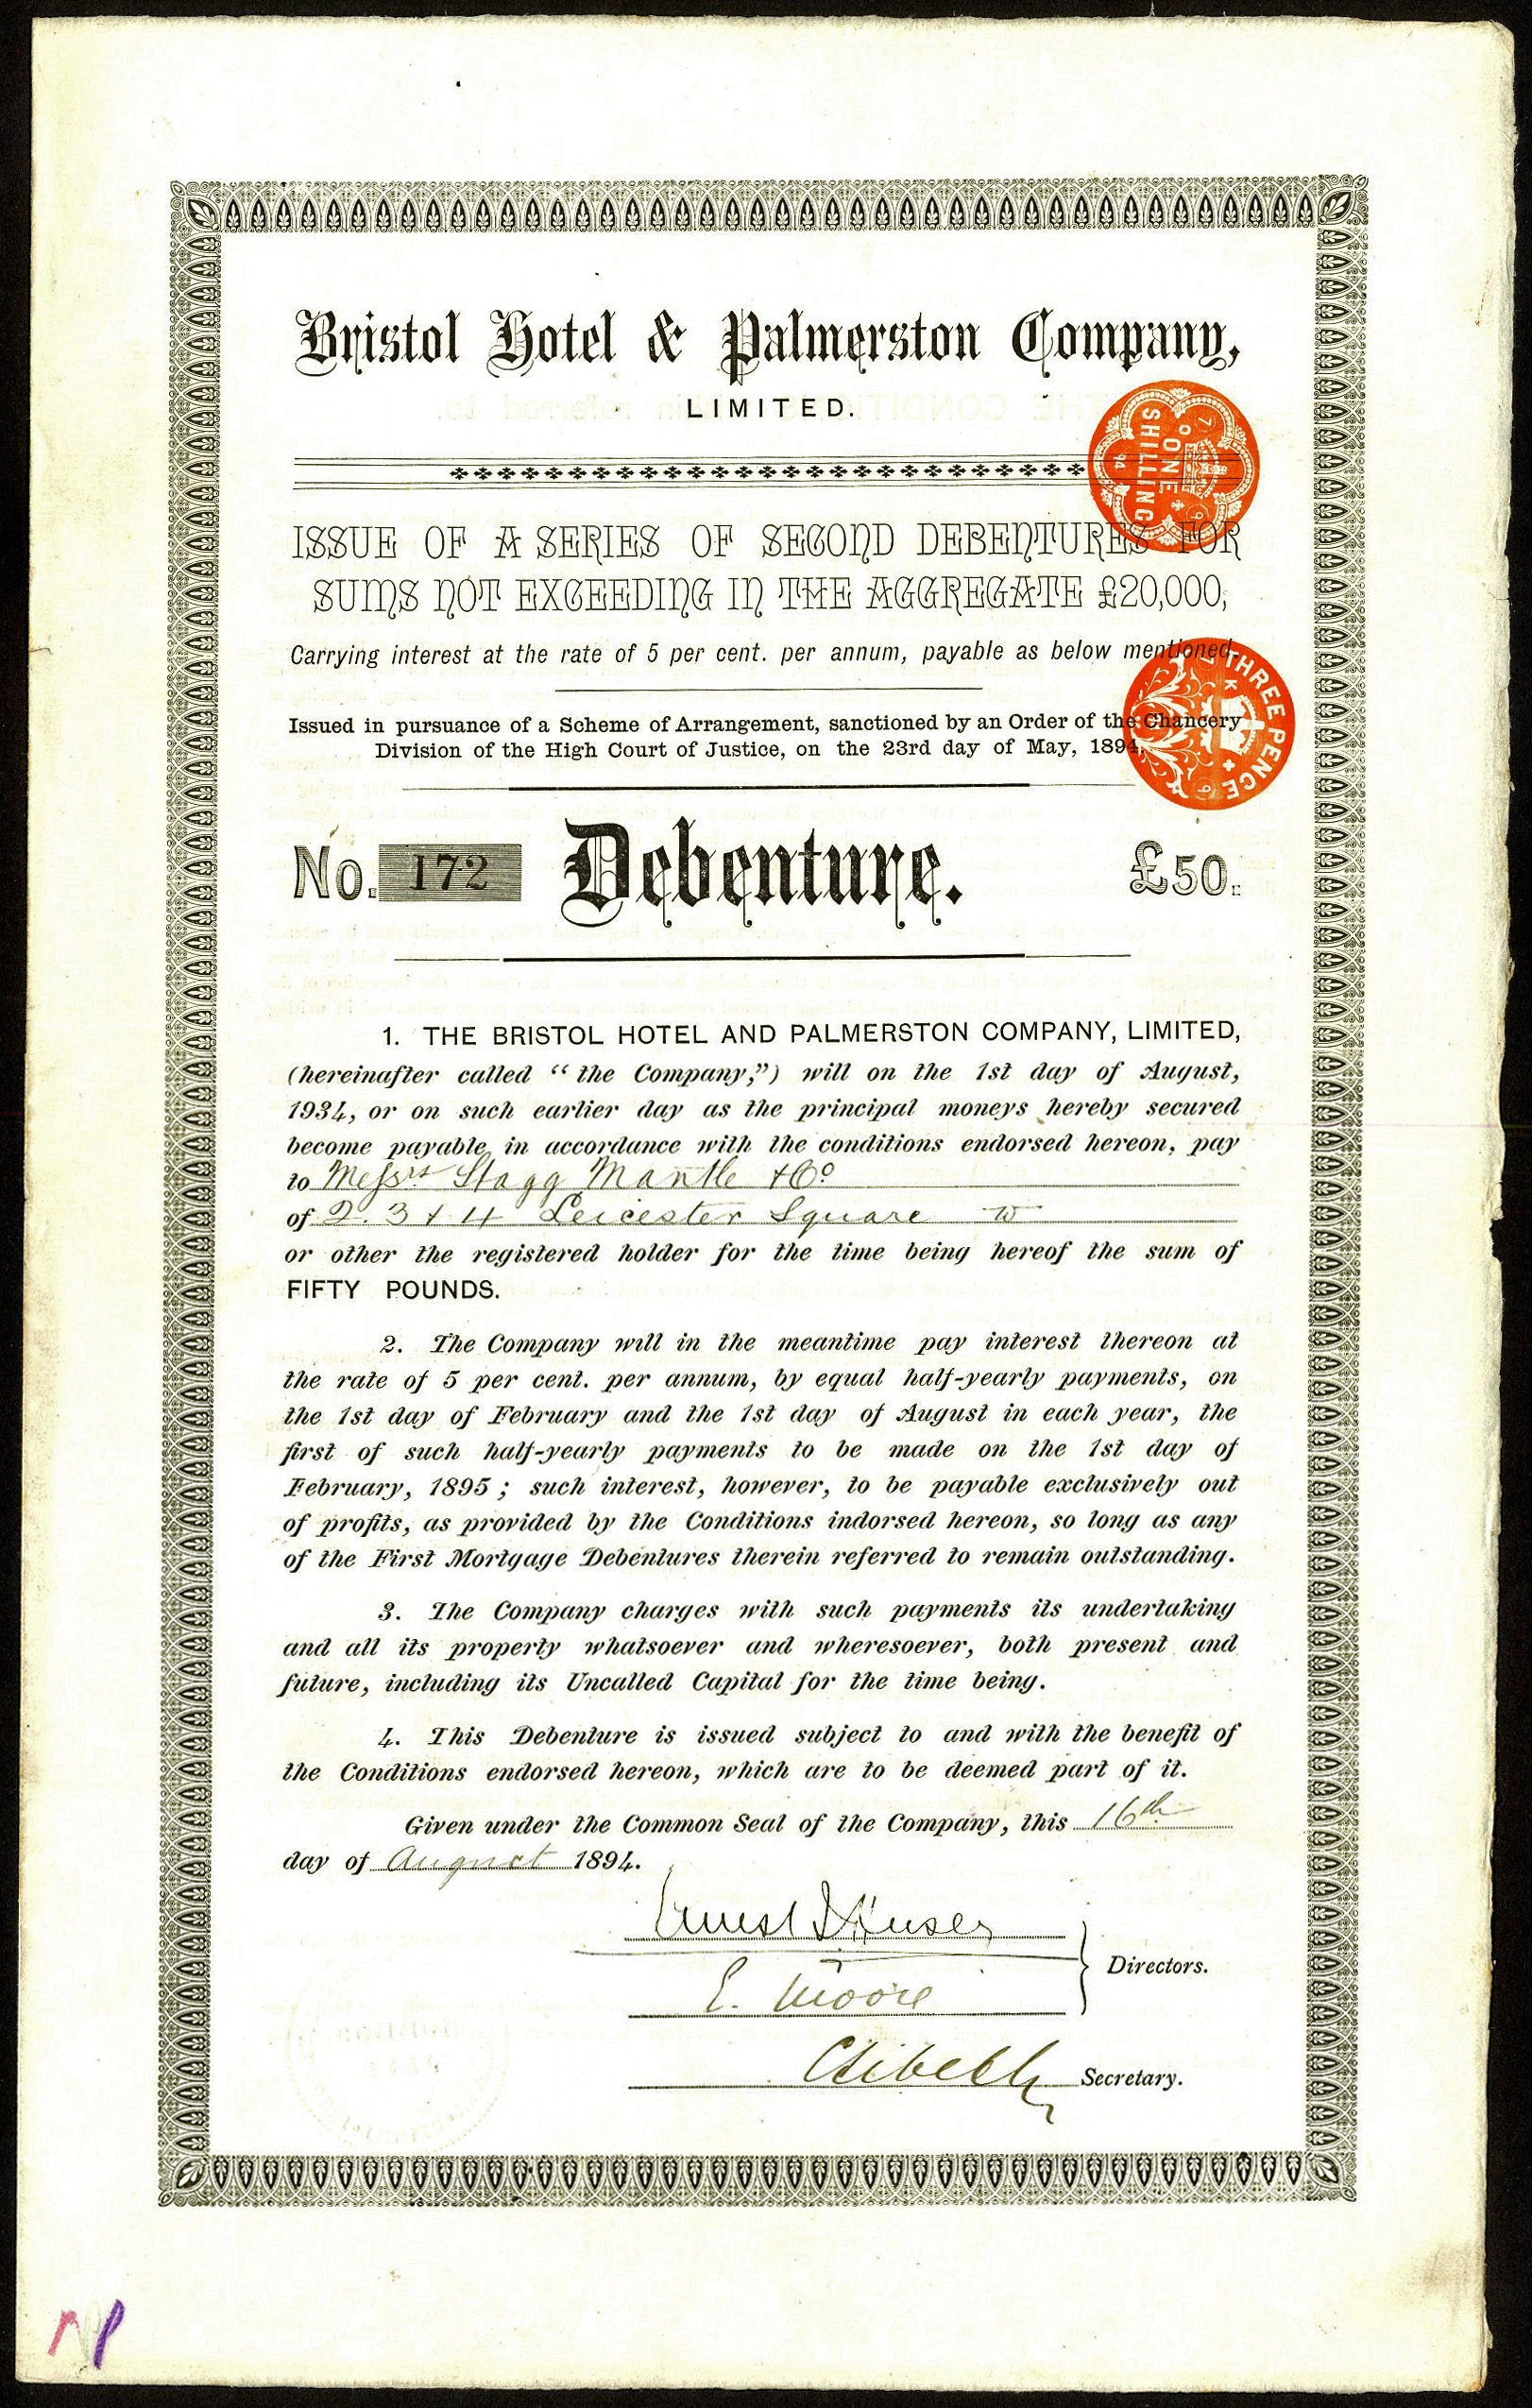 Bristol Hotel & Palmerston Company,
LIMITED.
7
ONE
SHILLING
94
ISSUE OF A SERIES OF SECOND DEBENTURES FOR
SUMS NOT EXCEEDING IN THE AGGREGATE £20,000,
Carrying interest at the rate of 5 per cent. per annum, payable as below mentioned.
THREE PENCE
Issued in pursuance of a Scheme of Arrangement, sanctioned by an Order of the Chancery
Division of the High Court of Justice, on the 23rd day of May, 1894.
No. 172 Debenture. £50.
1. THE BRISTOL HOTEL AND PALMERSTON COMPANY, LIMITED,
(hereinafter called “the Company,”) will on the 1st day of August,
1934, or on such earlier day as the principal moneys hereby secured
become payable in accordance with the conditions endorsed hereon, pay
to Messrs Stagg Mantle & Co
of 2. 3 & 4 Leicester Square W
or other the registered holder for the time being hereof the sum of
FIFTY POUNDS.
2. The Company will in the meantime pay interest thereon at
the rate of 5 per cent. per annum, by equal half-yearly payments, on
the 1st day of February and the 1st day of August in each year, the
first of such half-yearly payments to be made on the 1st day of
February, 1895 ; such interest, however, to be payable exclusively out
of profits, as provided by the Conditions indorsed hereon, so long as any
of the First Mortgage Debentures therein referred to remain outstanding.
3. The Company charges with such payments its undertaking
and all its property whatsoever and wheresoever, both present and
future, including its Uncalled Capital for the time being.
4. This Debenture is issued subject to and with the benefit of
the Conditions endorsed hereon, which are to be deemed part of it.
Given under the Common Seal of the Company, this 16th
day of August 1894.
Ernest
E. Moore
Directors.
Secretary.